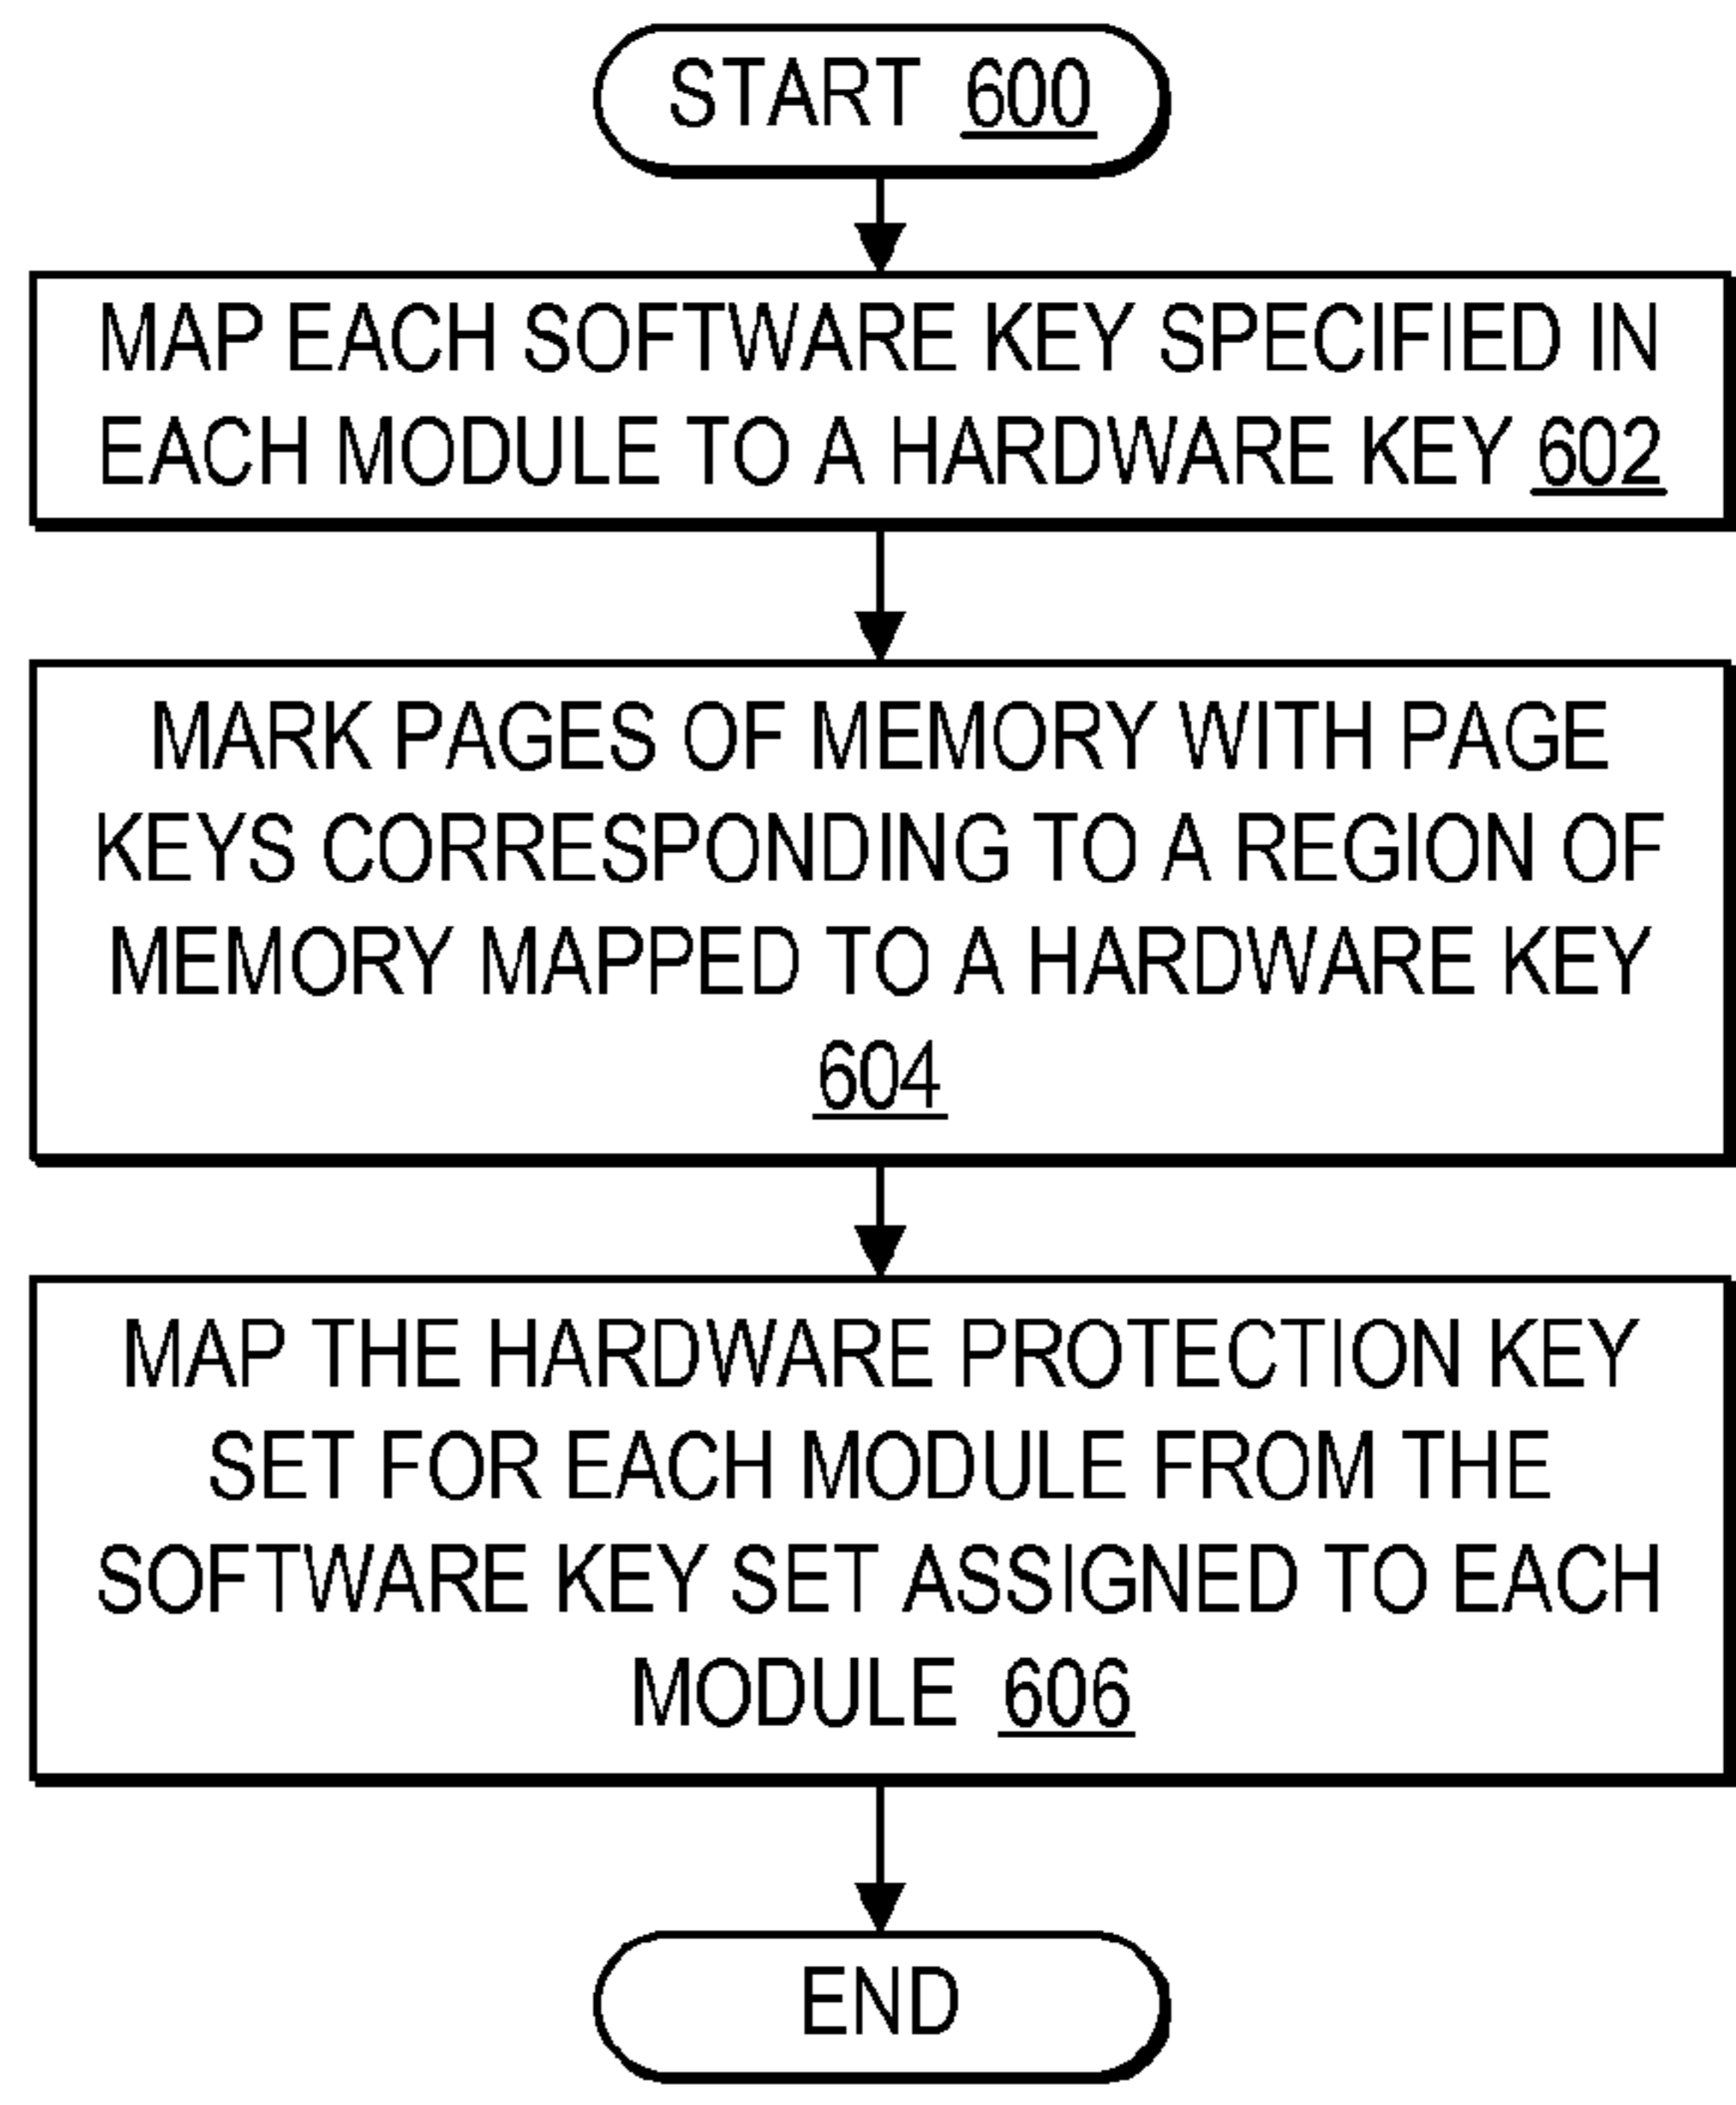 START 600
MAP EACH SOFTWARE KEY SPECIFIED IN
EACH MODULE TO A HARDWARE KEY 602
MARK PAGES OF MEMORY WITH PAGE
KEYS CORRESPONDING TO A REGION OF
MEMORY MAPPED TO A HARDWARE KEY
604
MAP THE HARDWARE PROTECTION KEY
SET FOR EACH MODULE FROM THE
SOFTWARE KEY SET ASSIGNED TO EACH
MODULE 606
END